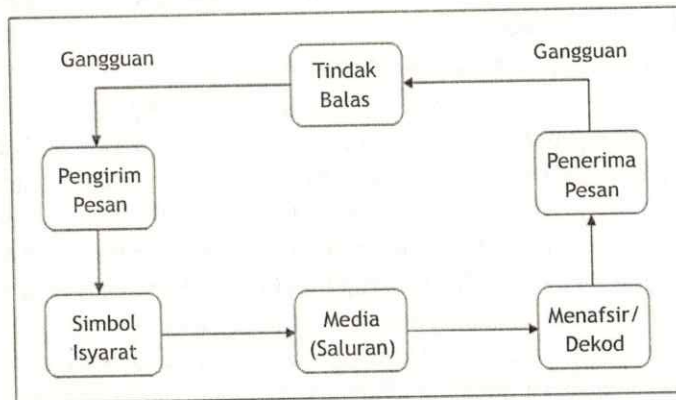 Gangguan
Tindak
Balas
Gangguan
Pengirim
Pesan
Penerima
Pesan
Simbol
Isyarat
Media
(Saluran)
Menafsir/
Dekod